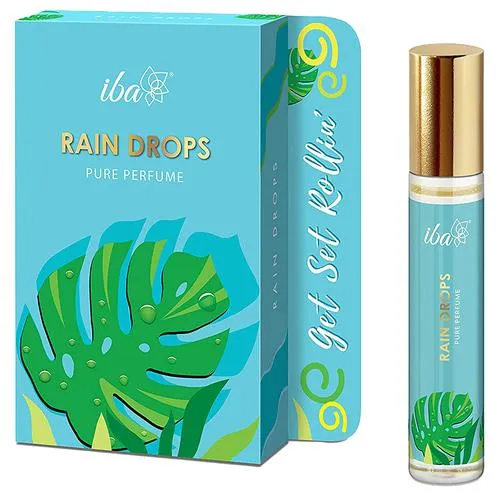 iba®
RAIN DROPS
PURE PERFUME
RAIN DROPS
Get Set Rollin'
iba®
RAIN DROPS
PURE PERFUME